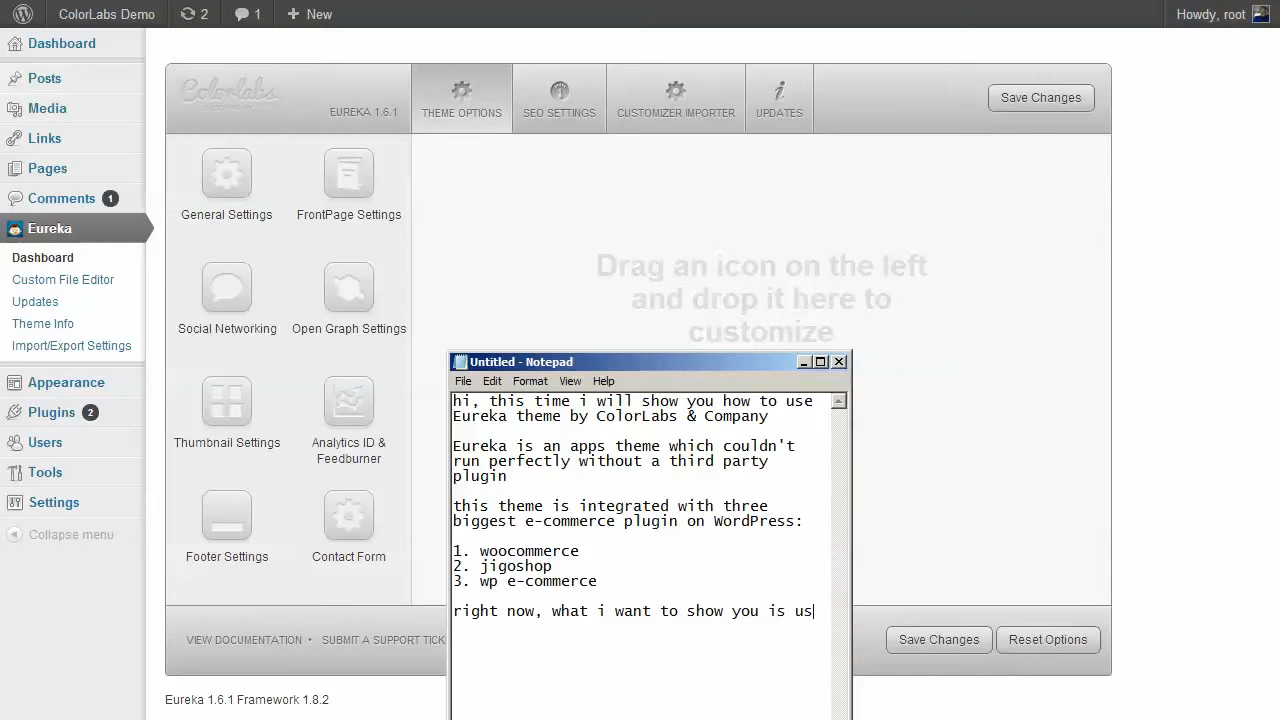 ColorLabs Demo
2
1
New
Howdy, root
Dashboard
Posts
Media
Links
Pages
Comments 1
Eureka
Dashboard
Custom File Editor
Updates
Theme Info
Import/Export Settings
Appearance
Plugins 2
Users
Tools
Settings
Collapse menu
Colorlabs
EUREKA 1.6.1
THEME OPTIONS
SEO SETTINGS
CUSTOMIZER IMPORTER
UPDATES
Save Changes
General Settings
FrontPage Settings
Social Networking
Open Graph Settings
Thumbnail Settings
Analytics ID &
Feedburner
Footer Settings
Contact Form
Drag an icon on the left
and drop it here to
customize
Untitled - Notepad
File Edit Format View Help
hi, this time i will show you how to use
Eureka theme by ColorLabs & Company
Eureka is an apps theme which couldn't
run perfectly without a third party
plugin
this theme is integrated with three
biggest e-commerce plugin on WordPress:
1. woocommerce
2. jigoshop
3. wp e-commerce
right now, what i want to show you is us
VIEW DOCUMENTATION • SUBMIT A SUPPORT TICK
Save Changes
Reset Options
Eureka 1.6.1 Framework 1.8.2